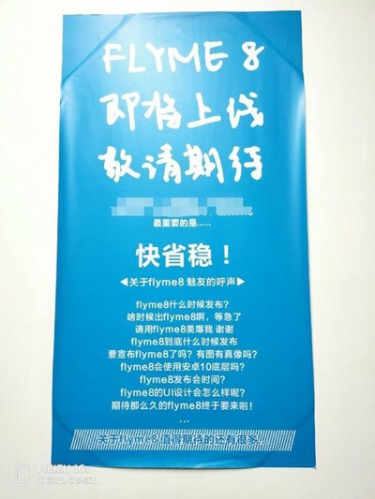 FLYME 8
即将上线
敬请期待
最重要的是.....
快省稳！
◀关于flyme8 魅友的呼声▶
flyme8什么时候发布？
啥时候出flyme8啊，等急了
请用flyme8美爆我 谢谢
flyme8到底什么时候发布
要宣布flyme8了吗？有图有真像吗？
flyme8会使用安卓10底层吗？
flyme8发布会时间？
flyme8的UI设计会怎么样呢？
期待那么久的flyme8终于要来啦！
...
关于flyme8,值得期待的还有很多